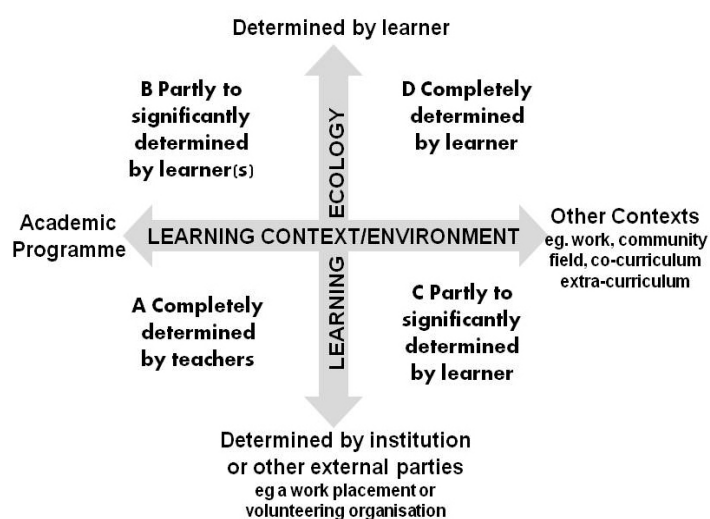 Determined by learner
B Partly to
significantly
determined
by learner(s)
D Completely
determined
by learner
LEARNING ECOLOGY
Academic
Programme
LEARNING CONTEXT/ENVIRONMENT
Other Contexts
eg. work, community
field, co-curriculum
extra-curriculum
A Completely
determined
by teachers
C Partly to
significantly
determined
by learner
Determined by institution
or other external parties
eg a work placement or
volunteering organisation